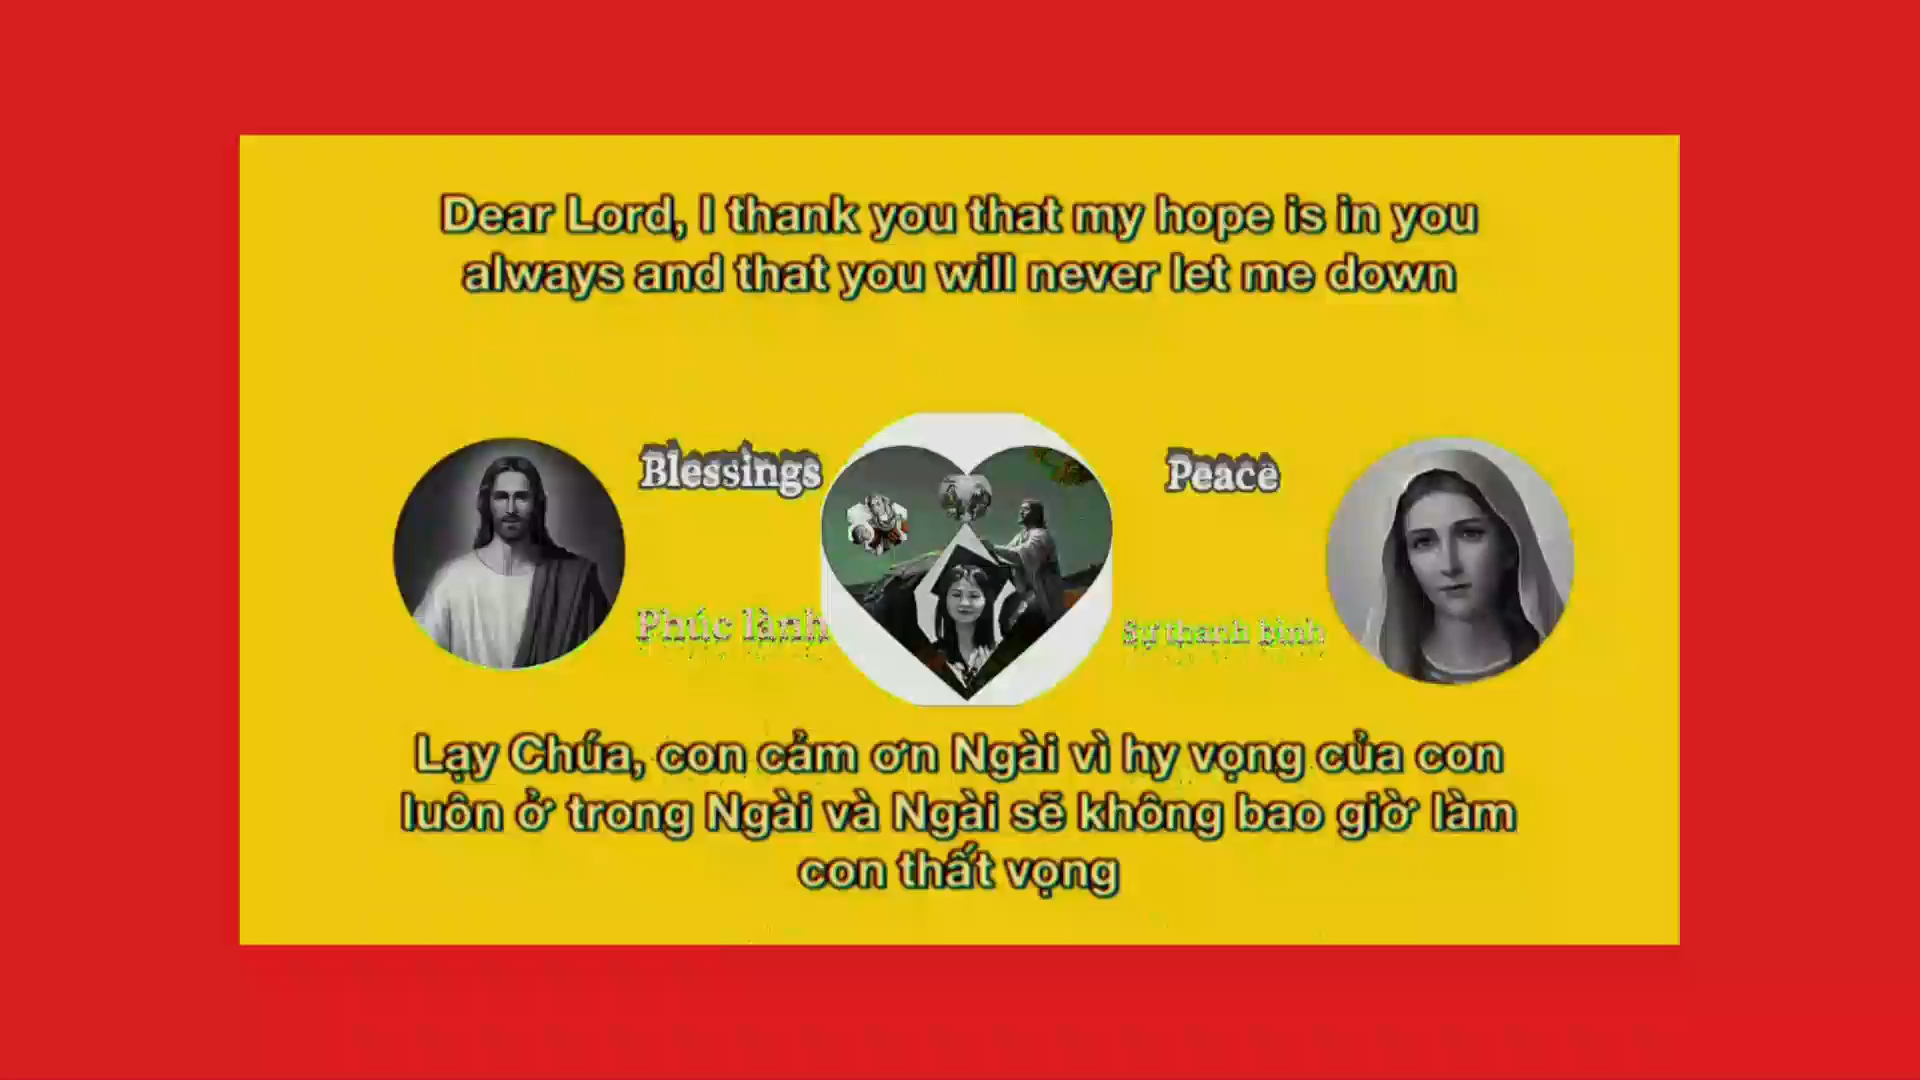 Dear Lord, I thank you that my hope is in you
always and that you will never let me down
Blessings
Peace
Phúc lành
Sự thanh bình
Lạy Chúa, con cảm ơn Ngài vì hy vọng của con
luôn ở trong Ngài và Ngài sẽ không bao giờ làm
con thất vọng